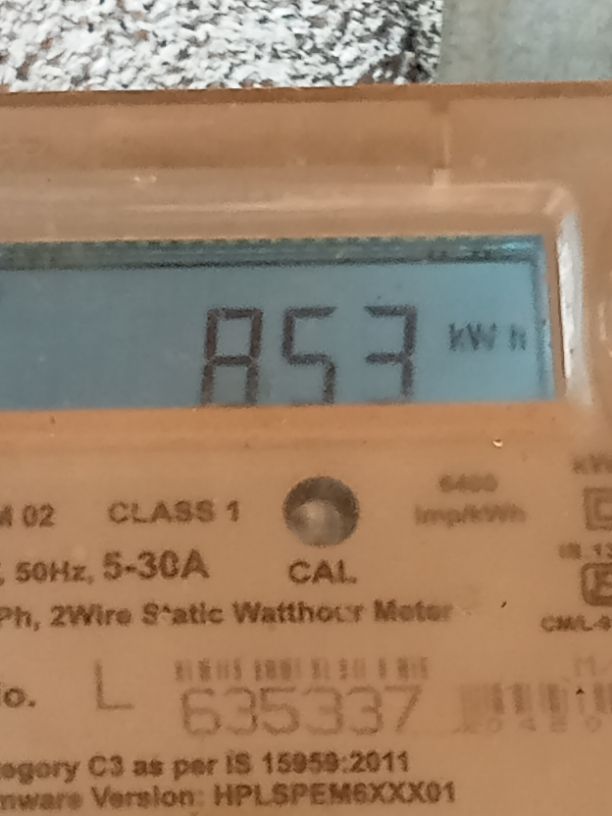 853 kWh
M 02 CLASS 1
6400
imp/kWh
, 50Hz, 5-30A CAL
Ph, 2Wire Static Watthour Meter
o. L 635337
egory C3 as per IS 15959:2011
mware Version: HPLSPEM6XXX01